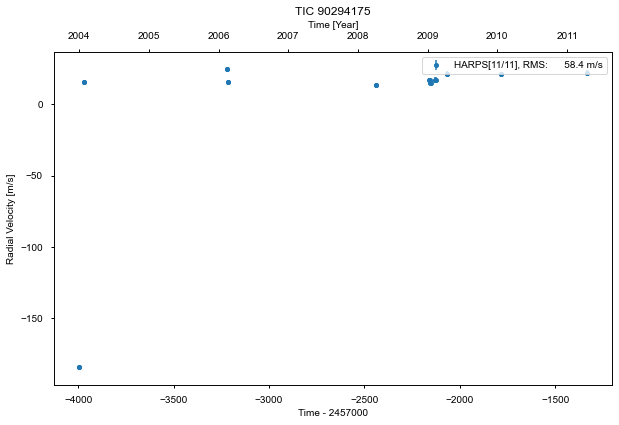 TIC 90294175
Time [Year]
2004 2005 2006 2007 2008 2009 2010 2011
HARPS[11/11], RMS: 58.4 m/s
0
−50
−100
−150
Radial Velocity [m/s]
−4000 −3500 −3000 −2500 −2000 −1500
Time - 2457000